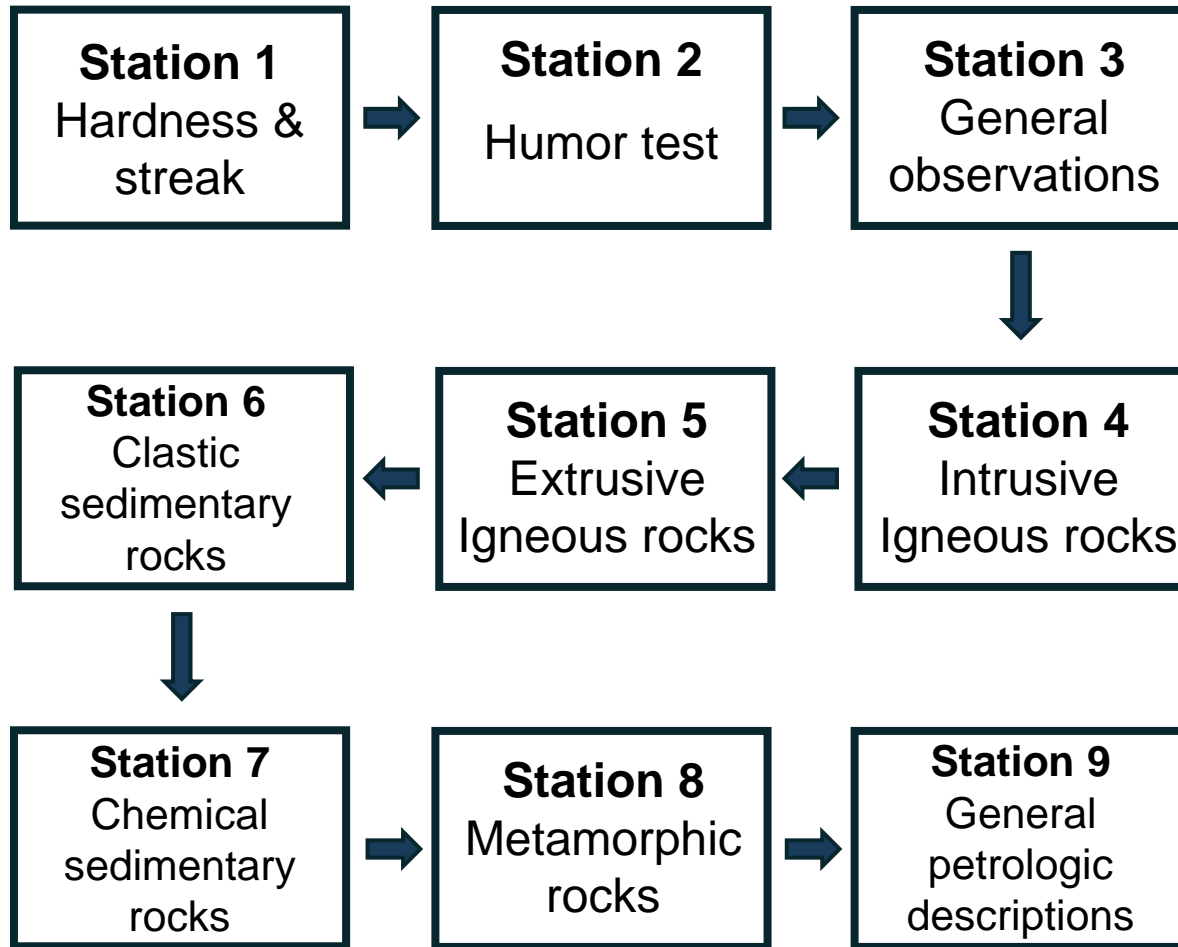 Station 1
Hardness &
streak
Station 2
Humor test
Station 3
General
observations
Station 4
Intrusive
Igneous rocks
Station 5
Extrusive
Igneous rocks
Station 6
Clastic
sedimentary
rocks
Station 7
Chemical
sedimentary
rocks
Station 8
Metamorphic
rocks
Station 9
General
petrologic
descriptions